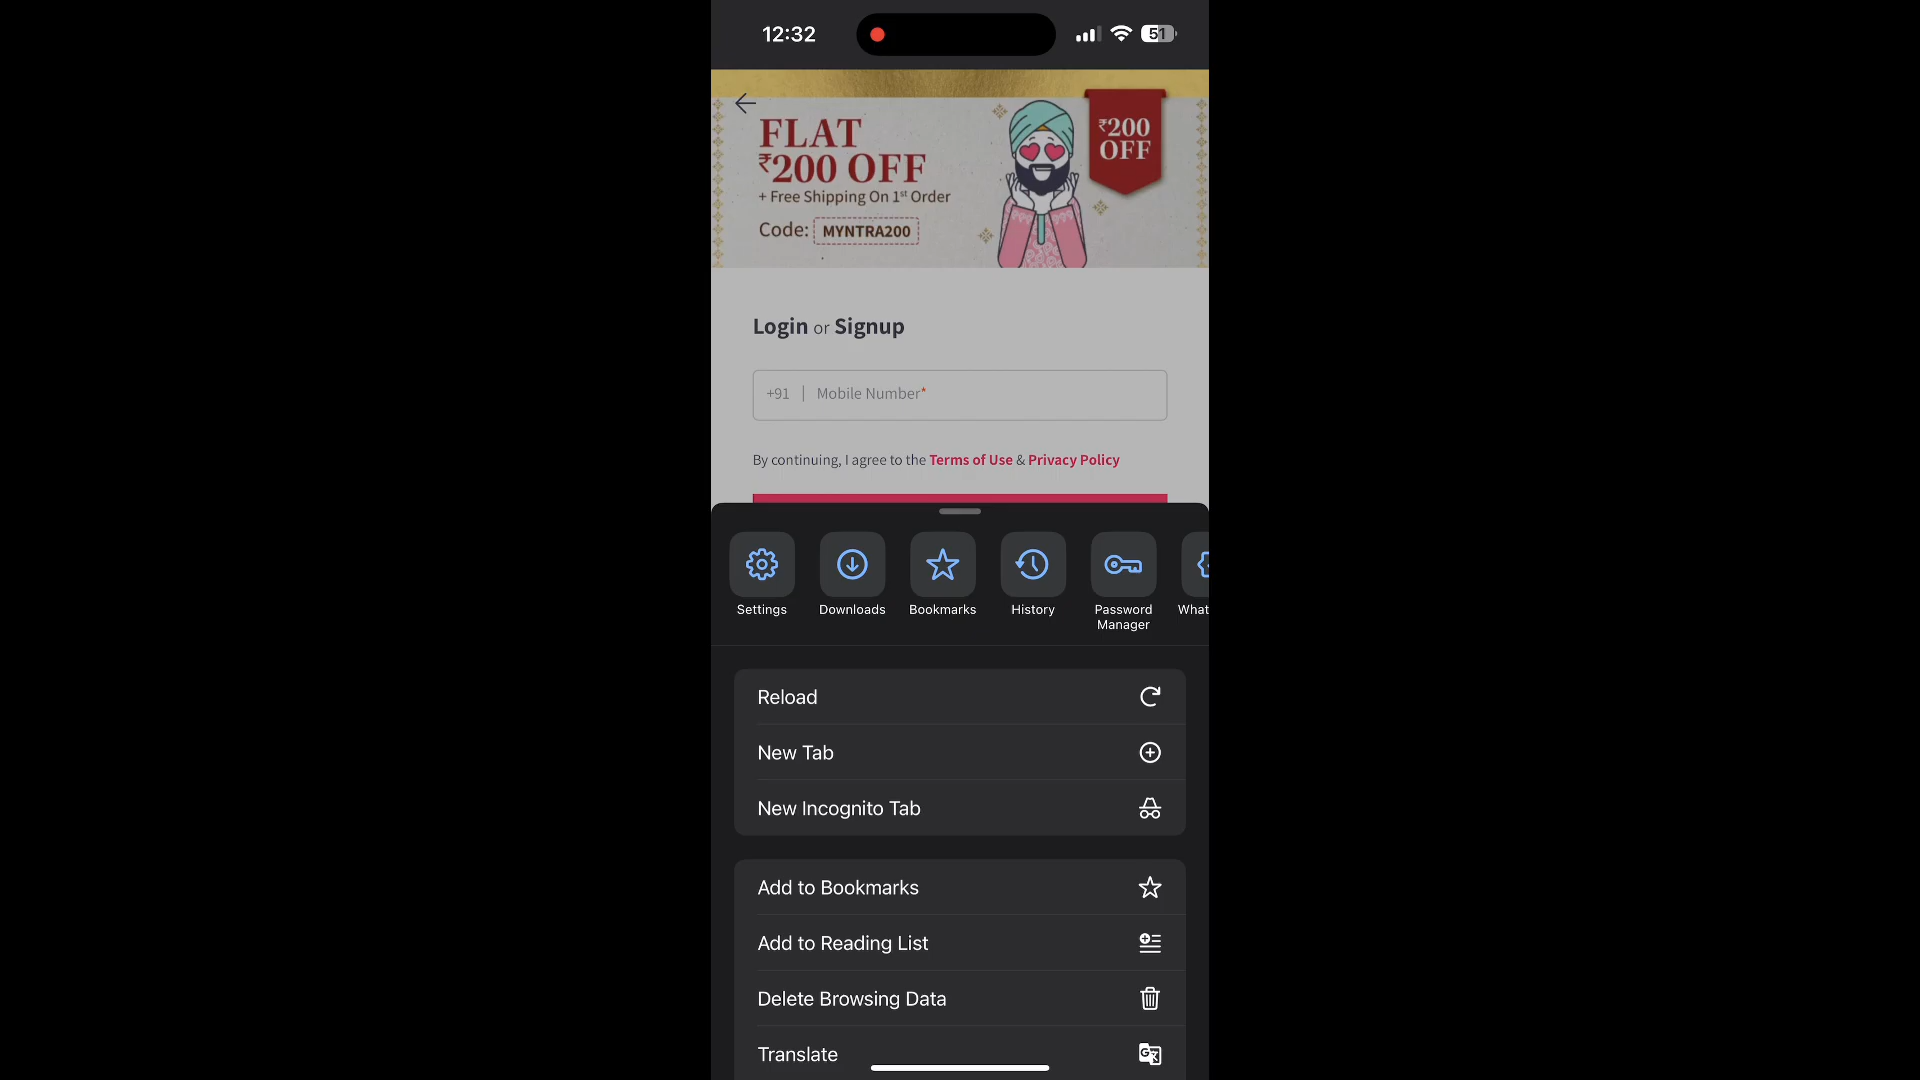 12:32
51
FLAT
₹200 OFF
+ Free Shipping On 1st Order
Code: MYNTRA200
₹200
OFF
Login or Signup
+91 | Mobile Number*
By continuing, I agree to the Terms of Use & Privacy Policy
Settings
Downloads
Bookmarks
History
Password
Manager
What
Reload
New Tab
New Incognito Tab
Add to Bookmarks
Add to Reading List
Delete Browsing Data
Translate